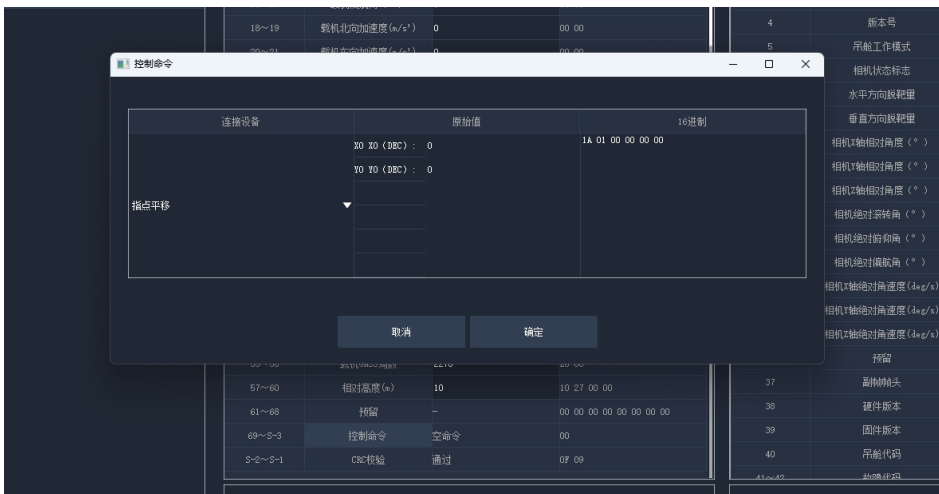 18～19 载机北向加速度(m/s²) 0 00 00
4 版本号
5 吊舱工作模式
控制命令
相机状态标志
水平方向脱靶量
垂直方向脱靶量
连接设备 原始值 16进制
X0 X0 (DEC) : 0 1A 01 00 00 00 00
相机X轴相对角度(°)
Y0 Y0 (DEC) : 0
相机Y轴相对角度(°)
相机Z轴相对角度(°)
指点平移
相机绝对滚转角(°)
相机绝对俯仰角(°)
相机绝对偏航角(°)
相机X轴绝对角速度(deg/s)
相机Y轴绝对角速度(deg/s)
相机Z轴绝对角速度(deg/s)
取消 确定
预留
57～60 相对高度(m) 10 10 27 00 00
37 副帧帧头
61～68 预留 - 00 00 00 00 00 00 00 00
38 硬件版本
69～S-3 控制命令 空命令 00
39 固件版本
S-2～S-1 CRC校验 通过 0F 09
40 吊舱代码
41～42 故障代码